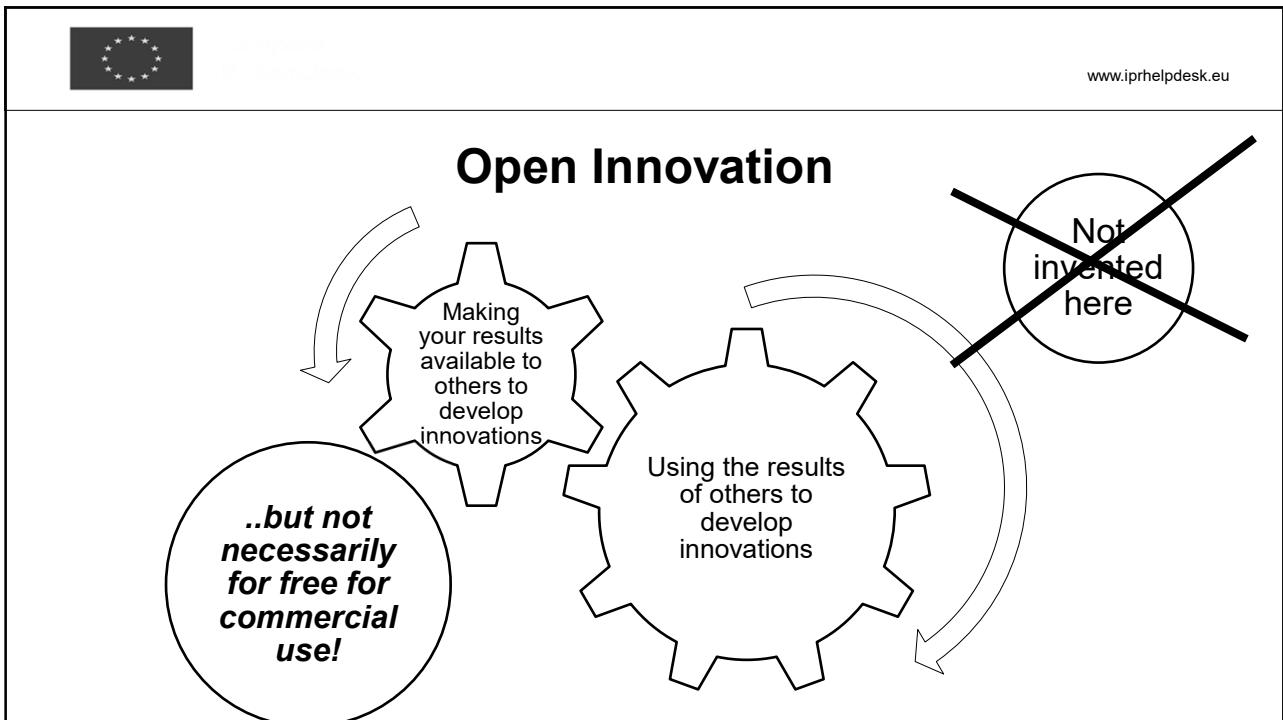 www.iprhelpdesk.eu
Open Innovation
Not
invented
here
Making
your results
available to
others to
develop
innovations
Using the results
of others to
develop
innovations
..but not
necessarily
for free for
commercial
use!